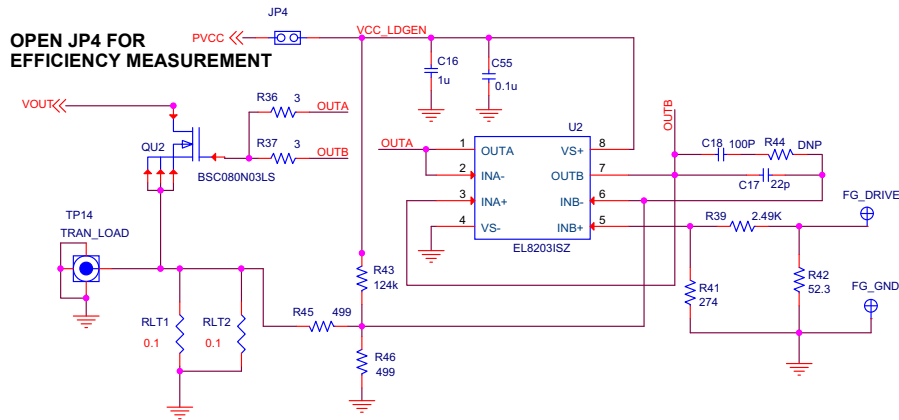 JP4
PVCC
VCC_LDGEN
OPEN JP4 FOR
EFFICIENCY MEASUREMENT
C16
1u
C55
0.1u
VOUT
R36 3
OUTA
R37 3
OUTB
QU2
BSC080N03LS
OUTA
U2
1 OUTA VS+ 8
2 INA- OUTB 7
3 INA+ INB- 6
4 VS- INB+ 5
EL8203ISZ
OUTB
C18 100P
R44 DNP
C17 22p
FG_DRIVE
R39 2.49K
TP14
TRAN_LOAD
R43
124k
R41
274
R42
52.3
FG_GND
RLT1
0.1
RLT2
0.1
R45 499
R46
499